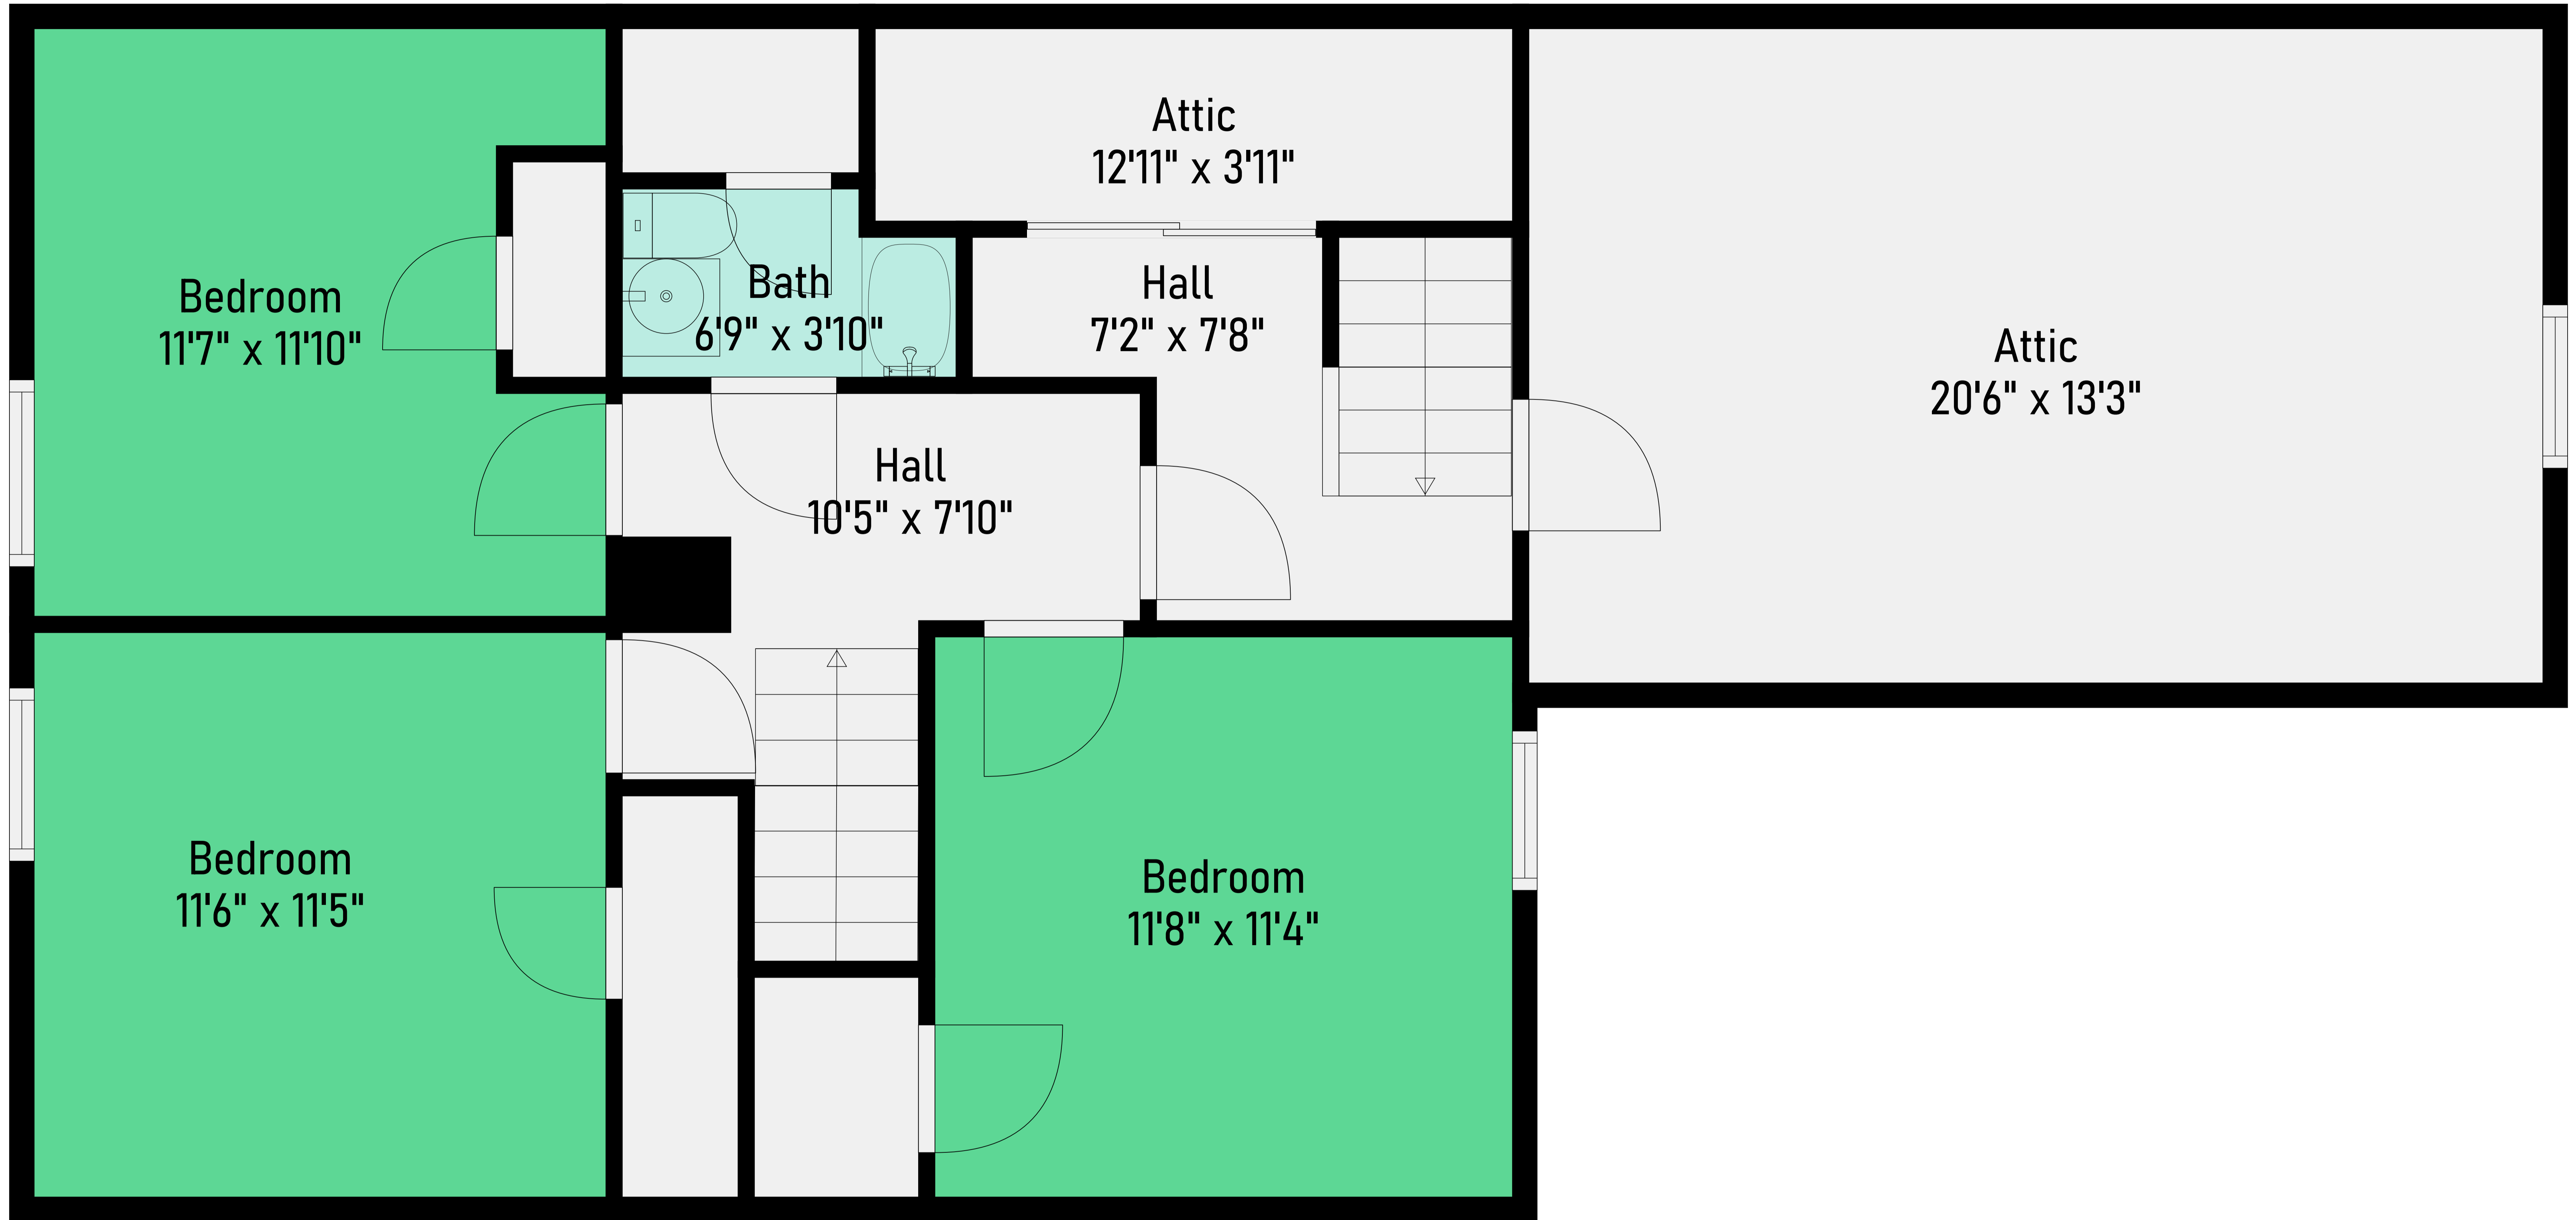 Attic
12'11" x 3'11"
Bedroom
11'7" x 11'10"
Bath
6'9" x 3'10"
Hall
7'2" x 7'8"
Attic
20'6" x 13'3"
Hall
10'5" x 7'10"
Bedroom
11'6" x 11'5"
Bedroom
11'8" x 11'4"